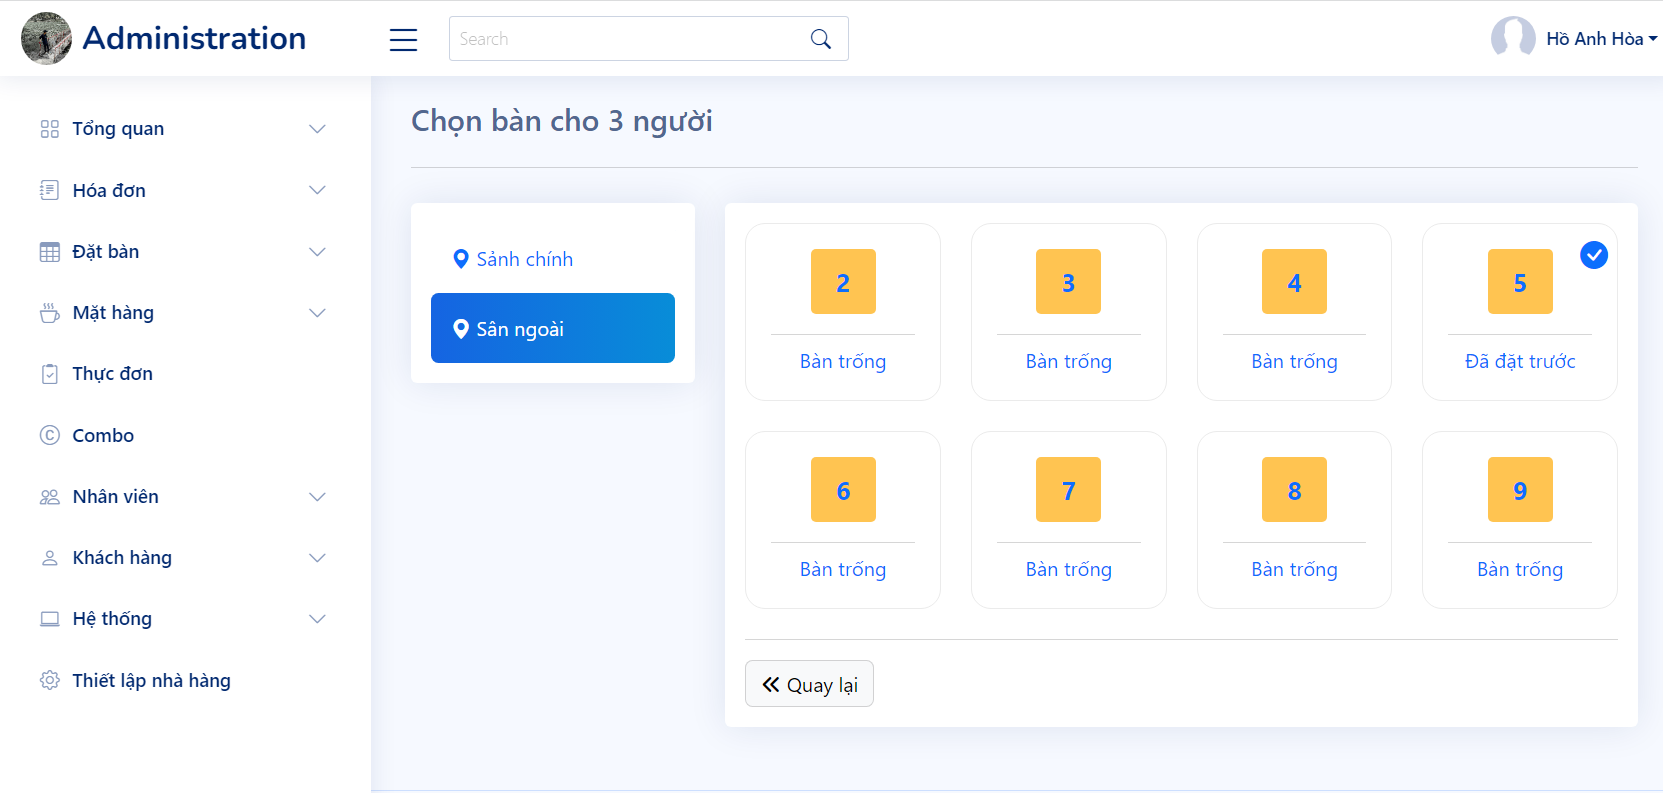 Administration
Search
Hồ Anh Hòa
Tổng quan
Hóa đơn
Đặt bàn
Mặt hàng
Thực đơn
Combo
Nhân viên
Khách hàng
Hệ thống
Thiết lập nhà hàng
Chọn bàn cho 3 người
Sảnh chính
Sân ngoài
2
Bàn trống
3
Bàn trống
4
Bàn trống
5
Đã đặt trước
6
Bàn trống
7
Bàn trống
8
Bàn trống
9
Bàn trống
Quay lại